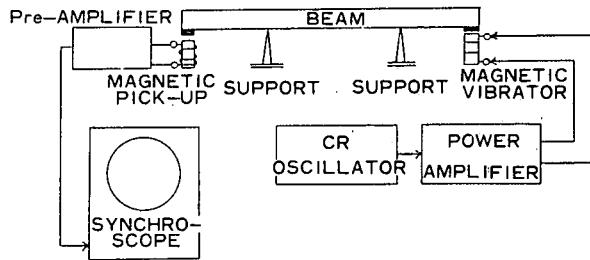 Pre-AMPLIFIER
BEAM
MAGNETIC
PICK-UP
SUPPORT
SUPPORT
MAGNETIC
VIBRATOR
CR
OSCILLATOR
POWER
AMPLIFIER
SYNCHRO-
SCOPE